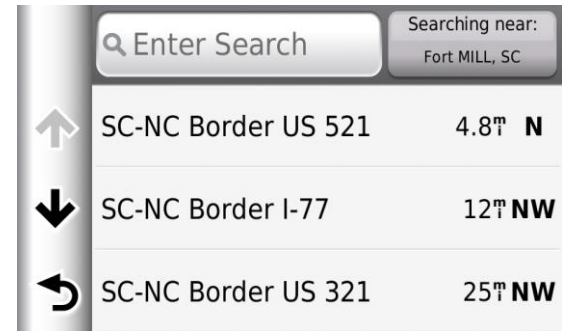 Enter Search
Searching near:
Fort MILL, SC
SC-NC Border US 521 4.8mi N
SC-NC Border I-77 12mi NW
SC-NC Border US 321 25mi NW